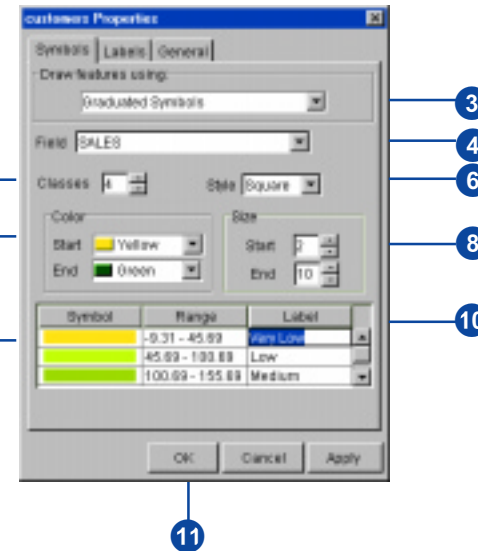 customers Properties
Symbols Labels General
Draw features using:
Graduated Symbols
3
Field SALES
4
Classes 4 Style Square
6
Color Size
Start Yellow Start 2
8
End Green End 10
Symbol Range Label
10
-9.31 - 45.69 Very Low
45.69 - 100.69 Low
100.69 - 155.69 Medium
OK Cancel Apply
11